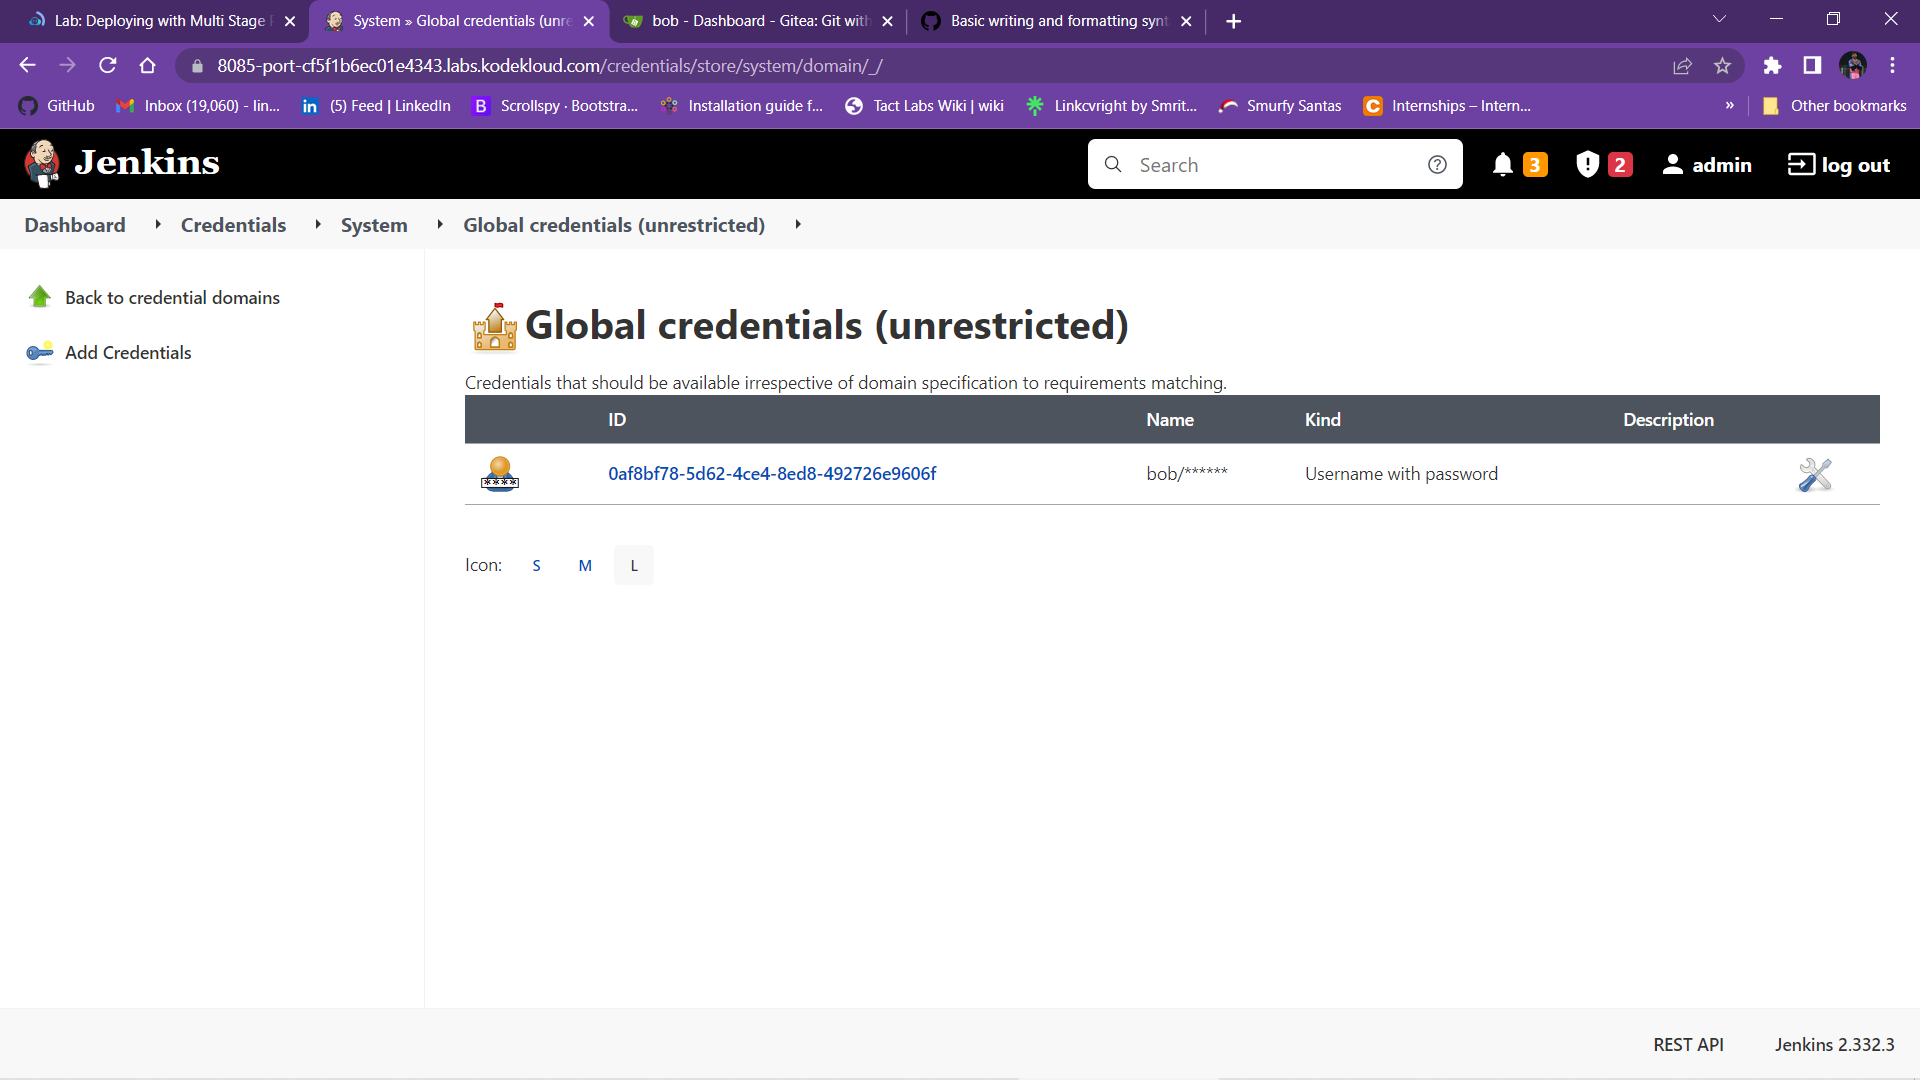 Lab: Deploying with Multi Stage
System » Global credentials (unre
bob - Dashboard - Gitea: Git with
Basic writing and formatting synt
8085-port-cf5f1b6ec01e4343.labs.kodekloud.com/credentials/store/system/domain/_/
GitHub
Inbox (19,060) - lin...
(5) Feed | LinkedIn
B
Scrollspy · Bootstra...
Installation guide f...
Tact Labs Wiki | wiki
Linkcvright by Smrit...
Smurfy Santas
C
Internships – Intern...
»
Other bookmarks
Jenkins
Search
3
2
admin
log out
Dashboard
Credentials
System
Global credentials (unrestricted)
Back to credential domains
Add Credentials
Global credentials (unrestricted)
Credentials that should be available irrespective of domain specification to requirements matching.
ID Name Kind Description
0af8bf78-5d62-4ce4-8ed8-492726e9606f bob/****** Username with password
Icon: S M L
REST API Jenkins 2.332.3